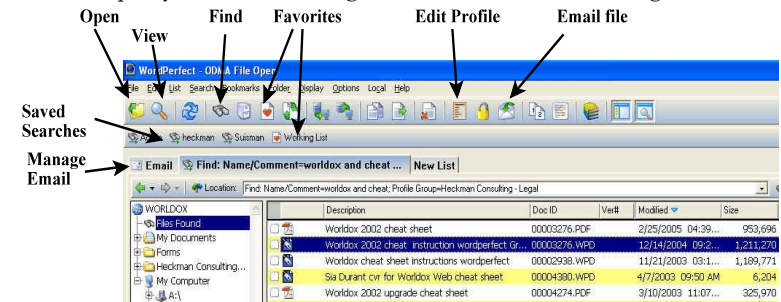 Open
View
Find
Favorites
Edit Profile
Email file
WordPerfect - ODMA File Open
File Edit List Search Bookmarks Folder Display Options Local Help
Saved Searches
heckman
Suisman
Working List
Manage Email
Email
Find: Name/Comment=worldox and cheat ...
New List
Location: Find: Name/Comment=worldox and cheat; Profile Group=Heckman Consulting - Legal
WORLDOX
Files Found
My Documents
Forms
Heckman Consulting...
My Computer
A:\
Description Doc ID Ver# Modified Size
Worldox 2002 cheat sheet 00003276.PDF 2/25/2005 04:39... 953,696
Worldox 2002 cheat instruction wordperfect Gr... 00003276.WPD 12/14/2004 09:2... 1,211,270
Worldox cheat sheet instructions wordperfect 00002938.WPD 11/21/2003 03:1... 1,189,771
Sia Durant cvr for Worldox Web cheat sheet 00004380.WPD 4/7/2003 09:50 AM 6,204
Worldox 2002 upgrade cheat sheet 00004274.PDF 3/10/2003 11:07... 325,970